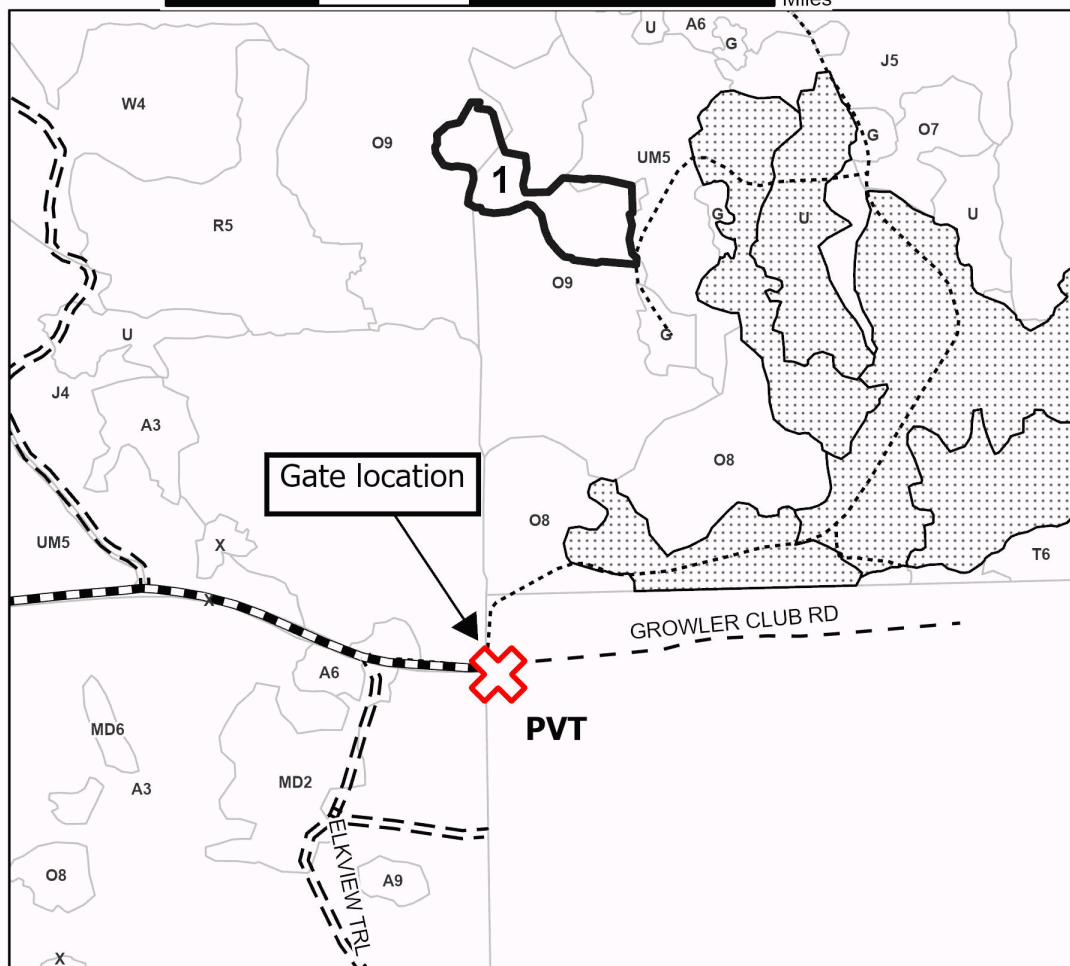 Miles
U
A6
G
J5
W4
O9
UM5
G
O7
1
R5
G
U
U
O9
U
G
J4
A3
O8
Gate location
O8
UM5
X
T6
X
GROWLER CLUB RD
A6
PVT
MD6
A3
MD2
ELKVIEW TRL
O8
A9
X